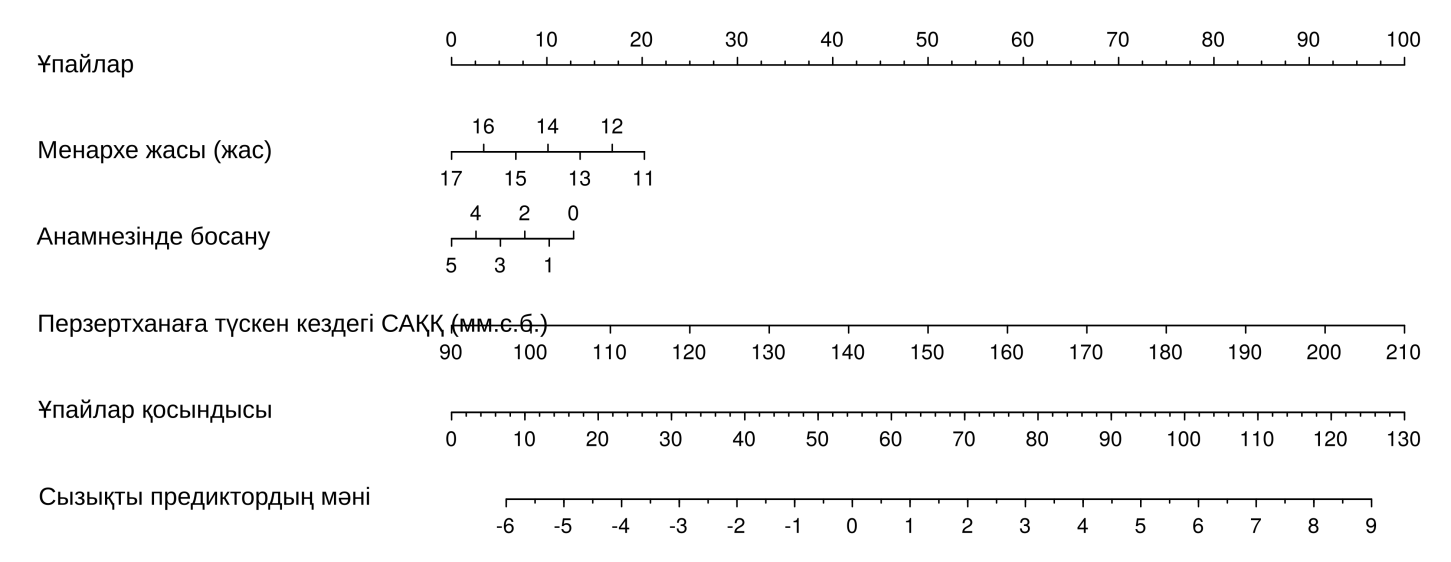 0 10 20 30 40 50 60 70 80 90 100
Ұпайлар
16 14 12
Менархе жасы (жас)
17 15 13 11
4 2 0
Анамнезінде босану
5 3 1
Перзертханаға түскен кездегі САҚҚ (мм.с.б.)
90 100 110 120 130 140 150 160 170 180 190 200 210
Ұпайлар қосындысы
0 10 20 30 40 50 60 70 80 90 100 110 120 130
Сызықты предиктордың мәні
-6 -5 -4 -3 -2 -1 0 1 2 3 4 5 6 7 8 9